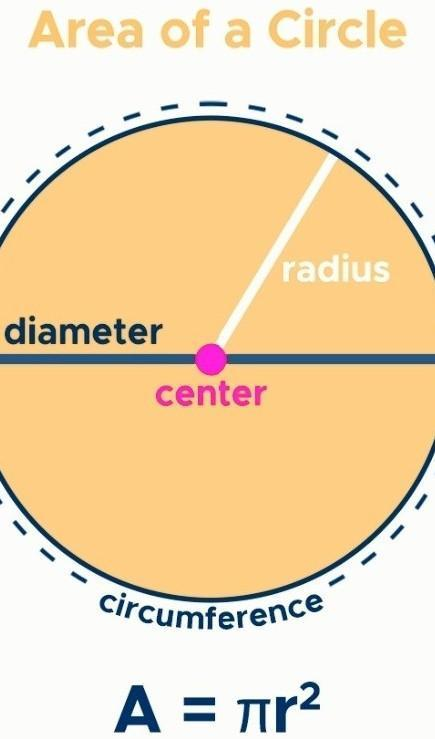 Area of a Circle
radius
diameter
center
circumference
A = πr²